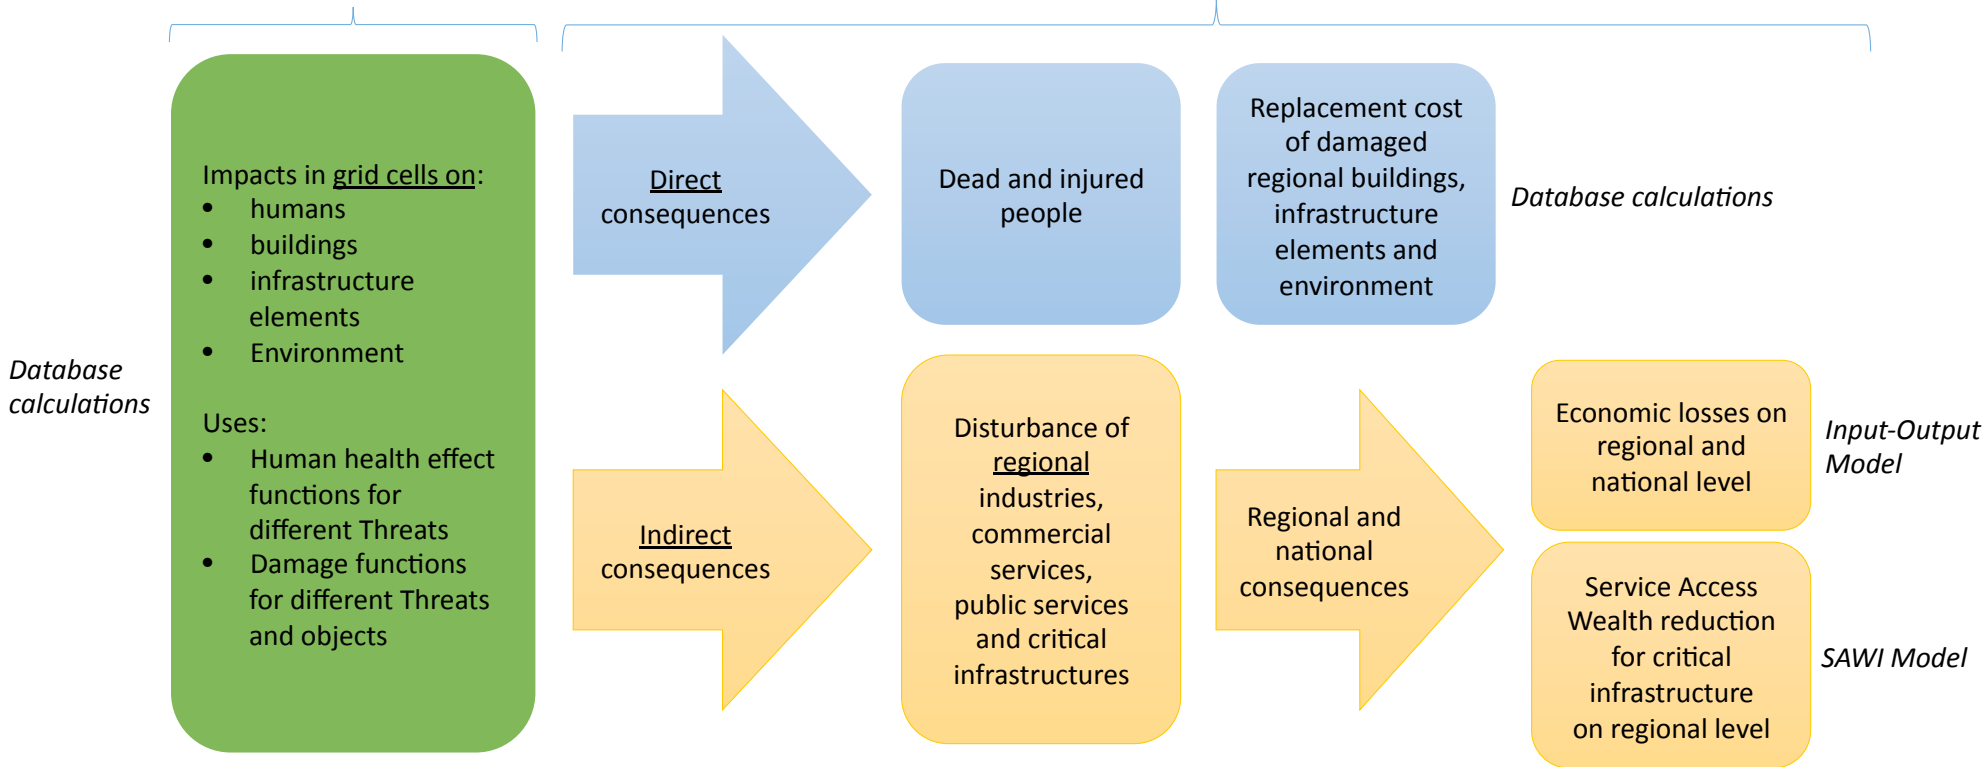 Database
calculations
Impacts in grid cells on:
• humans
• buildings
• infrastructure
elements
• Environment
Uses:
• Human health effect
functions for
different Threats
• Damage functions
for different Threats
and objects
Direct
consequences
Dead and injured
people
Replacement cost
of damaged
regional buildings,
infrastructure
elements and
environment
Database calculations
Indirect
consequences
Disturbance of
regional
industries,
commercial
services,
public services
and critical
infrastructures
Regional and
national
consequences
Economic losses on
regional and
national level
Input-Output
Model
Service Access
Wealth reduction
for critical
infrastructure
on regional level
SAWI Model